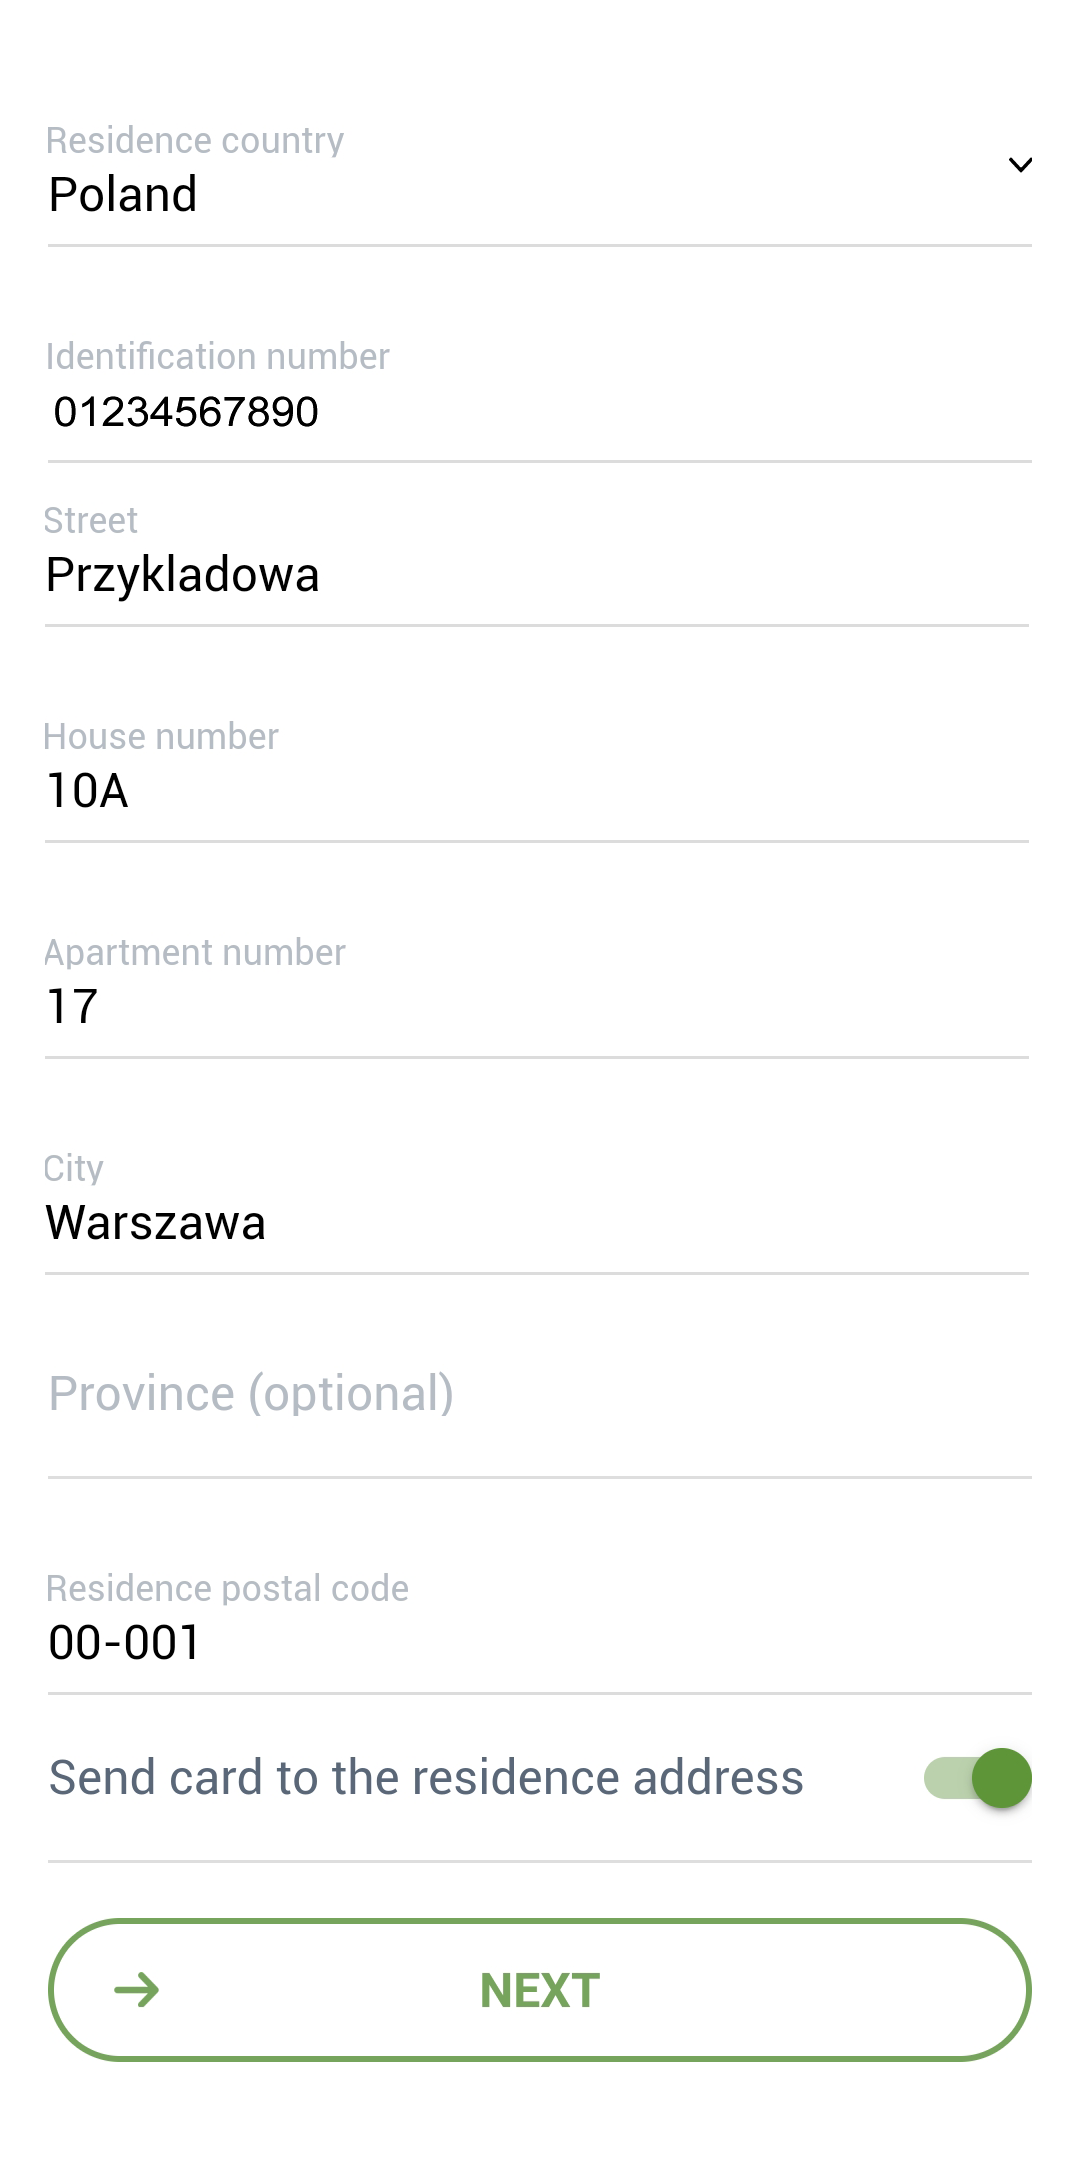 Residence country
Poland
Identification number
01234567890
Street
Przykladowa
House number
10A
Apartment number
17
City
Warszawa
Province (optional)
Residence postal code
00-001
Send card to the residence address
NEXT